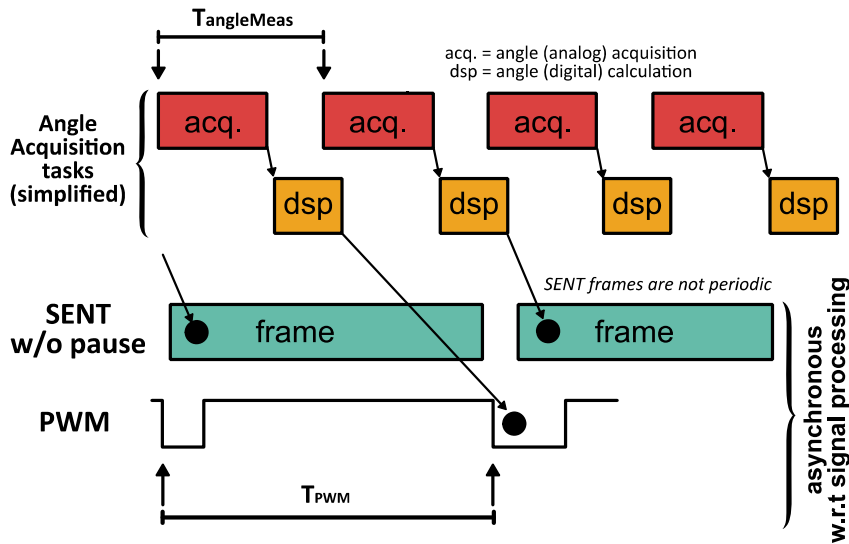 TangleMeas
acq. = angle (analog) acquisition
dsp = angle (digital) calculation
Angle
Acquisition
tasks
(simplified)
acq.
acq.
acq.
acq.
dsp
dsp
dsp
dsp
SENT frames are not periodic
SENT
w/o pause
frame
frame
PWM
TPWM
asynchronous
w.r.t signal processing